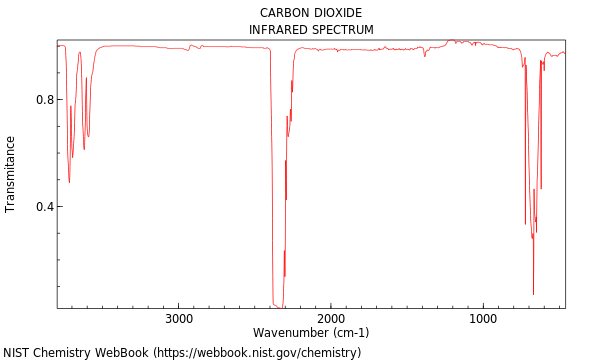 CARBON DIOXIDE
INFRARED SPECTRUM
Transmitance
0.8
0.4
3000
2000
1000
Wavenumber (cm-1)
NIST Chemistry WebBook (https://webbook.nist.gov/chemistry)